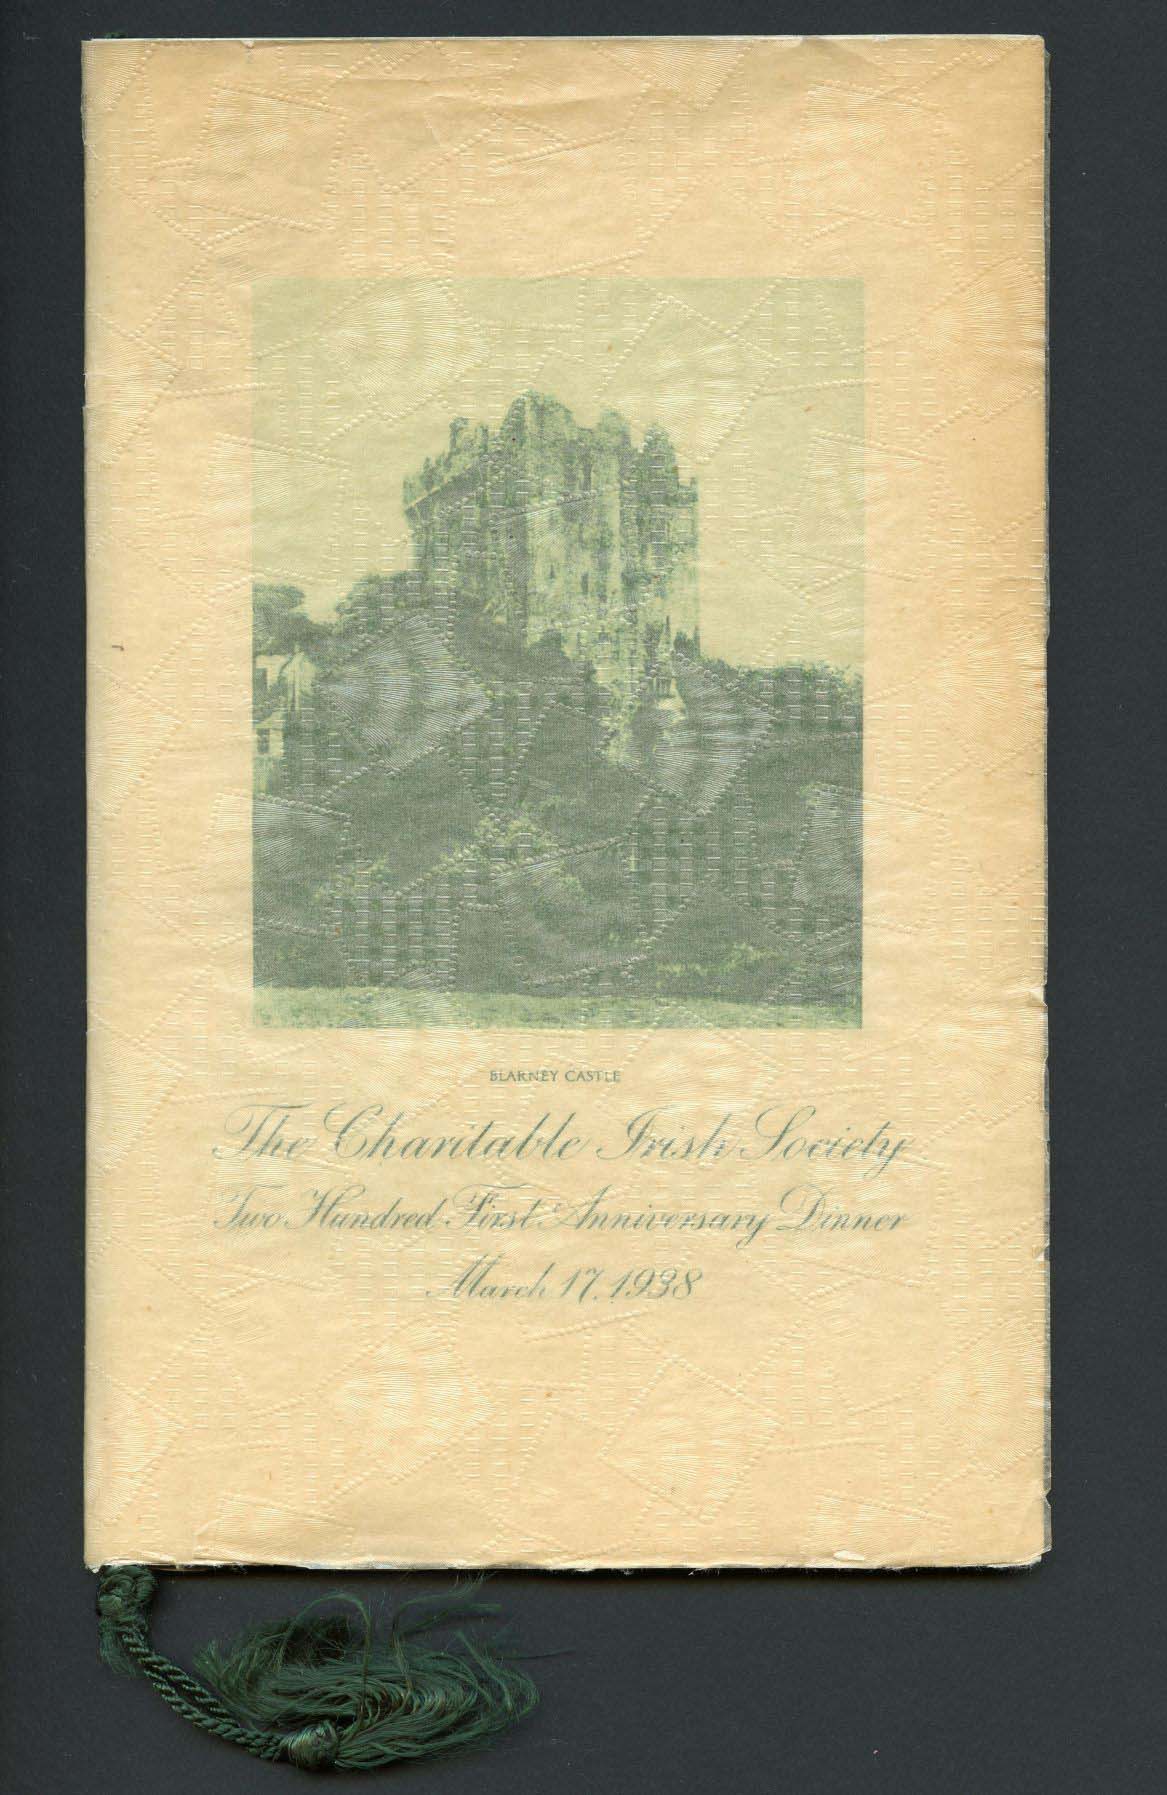 BLARNEY CASTLE
The Charitable Irish Society
Two Hundred First Anniversary Dinner
March 17, 1938